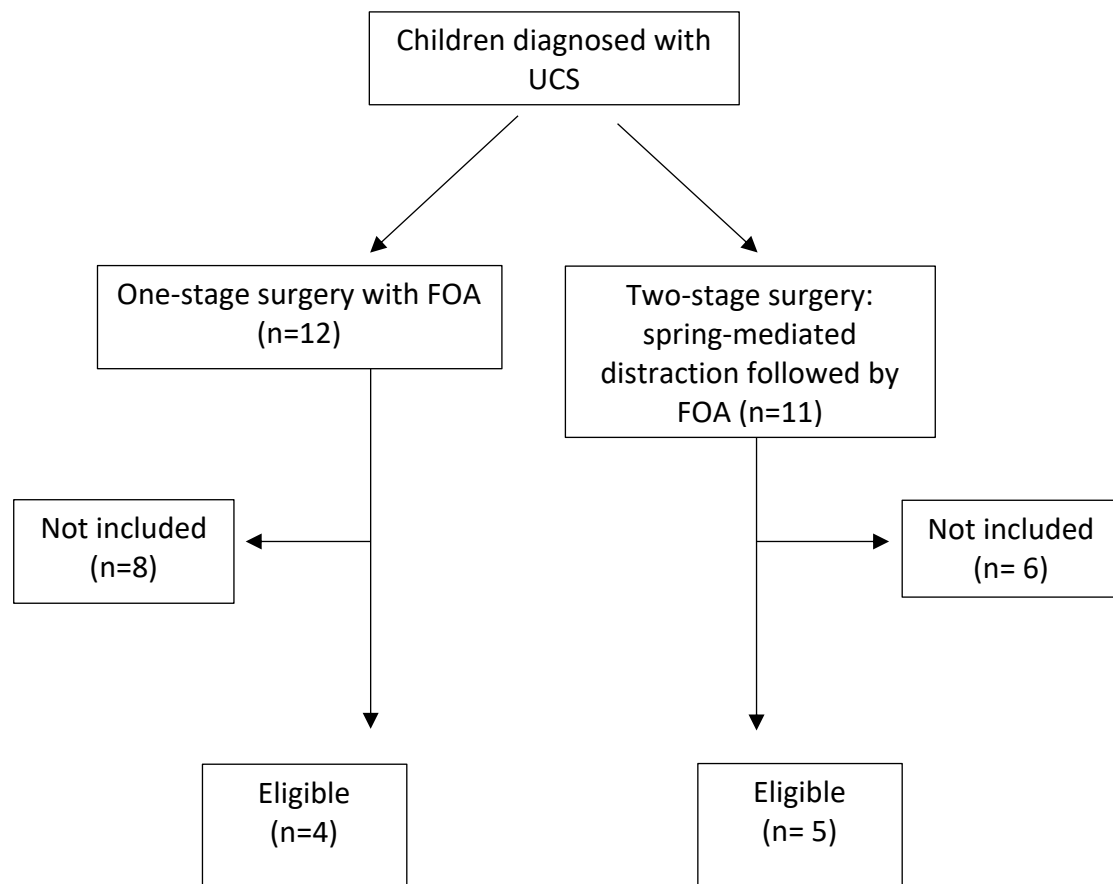 Children diagnosed with
UCS
One-stage surgery with FOA
(n=12)
Two-stage surgery:
spring-mediated
distraction followed by
FOA (n=11)
Not included
(n=8)
Not included
(n= 6)
Eligible
(n=4)
Eligible
(n= 5)